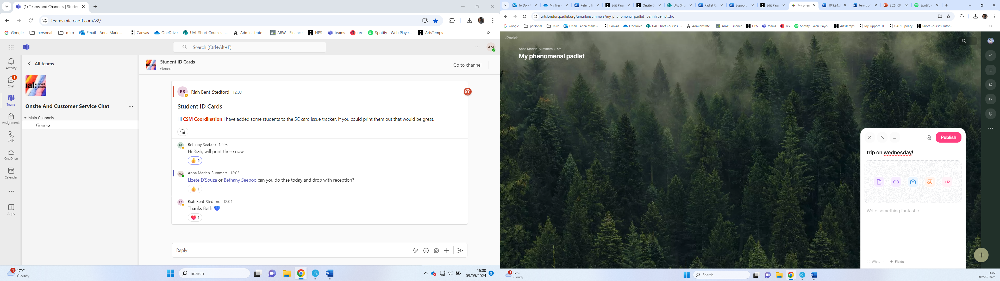 (1) Teams and Channels | Stude
teams.microsoft.com/v2/
Google personal miro Email - Anna Marle... Canvas OneDrive UAL Short Courses -... Administrate - ABW - Finance HPS teams rex Spotify - Web Playe... ArtsTemps
Search (Ctrl+Alt+E)
AM
Activity
1
Chat
Teams
Assignments
Calls
OneDrive
Calendar
Apps
All teams
ual: short
Onsite And Customer Service Chat
Main Channels
General
Student ID Cards
General
Go to channel
RB Riah Bent-Stedford 12:03
Student ID Cards
Hi CSM Coordination I have added some students to the SC card issue tracker. If you could print them out that would be great.
BS Bethany Seeboo 12:03
Hi Riah, will print these now
👍 2
AM Anna Marlen-Summers 12:03
Lizete D'Souza or Bethany Seeboo can you do thse today and drop with reception?
👍 1
RB Riah Bent-Stedford 12:04
Thanks Beth 💙
❤️ 1
Reply
1 17°C
Cloudy
Search
16:00
09/09/2024
9
To Do - My files Pete rolli Edit Page Onsite C UAL Sho Padlet Q Supporti Edit Page My phen 10.9.24.d terms of 2024 09 Spotify -
artslondon.padlet.org/amarlensummers/my-phenomenal-padlet-lb2nhl7u9msttdro
Google personal miro Email - Anna Marle... Canvas OneDrive UAL Short Courses -... Administrate - ABW - Finance HPS teams rex Spotify - Web Playe... ArtsTemps MySupport- IT UALSC policy Short Courses Tutor...
:Padlet
Anna Marlen-Summers • 6m
My phenomenal padlet
Publish
trip on wednesday!
+12
Write something fantastic...
White + Fields
1 17°C
Cloudy
Search
16:00
09/09/2024